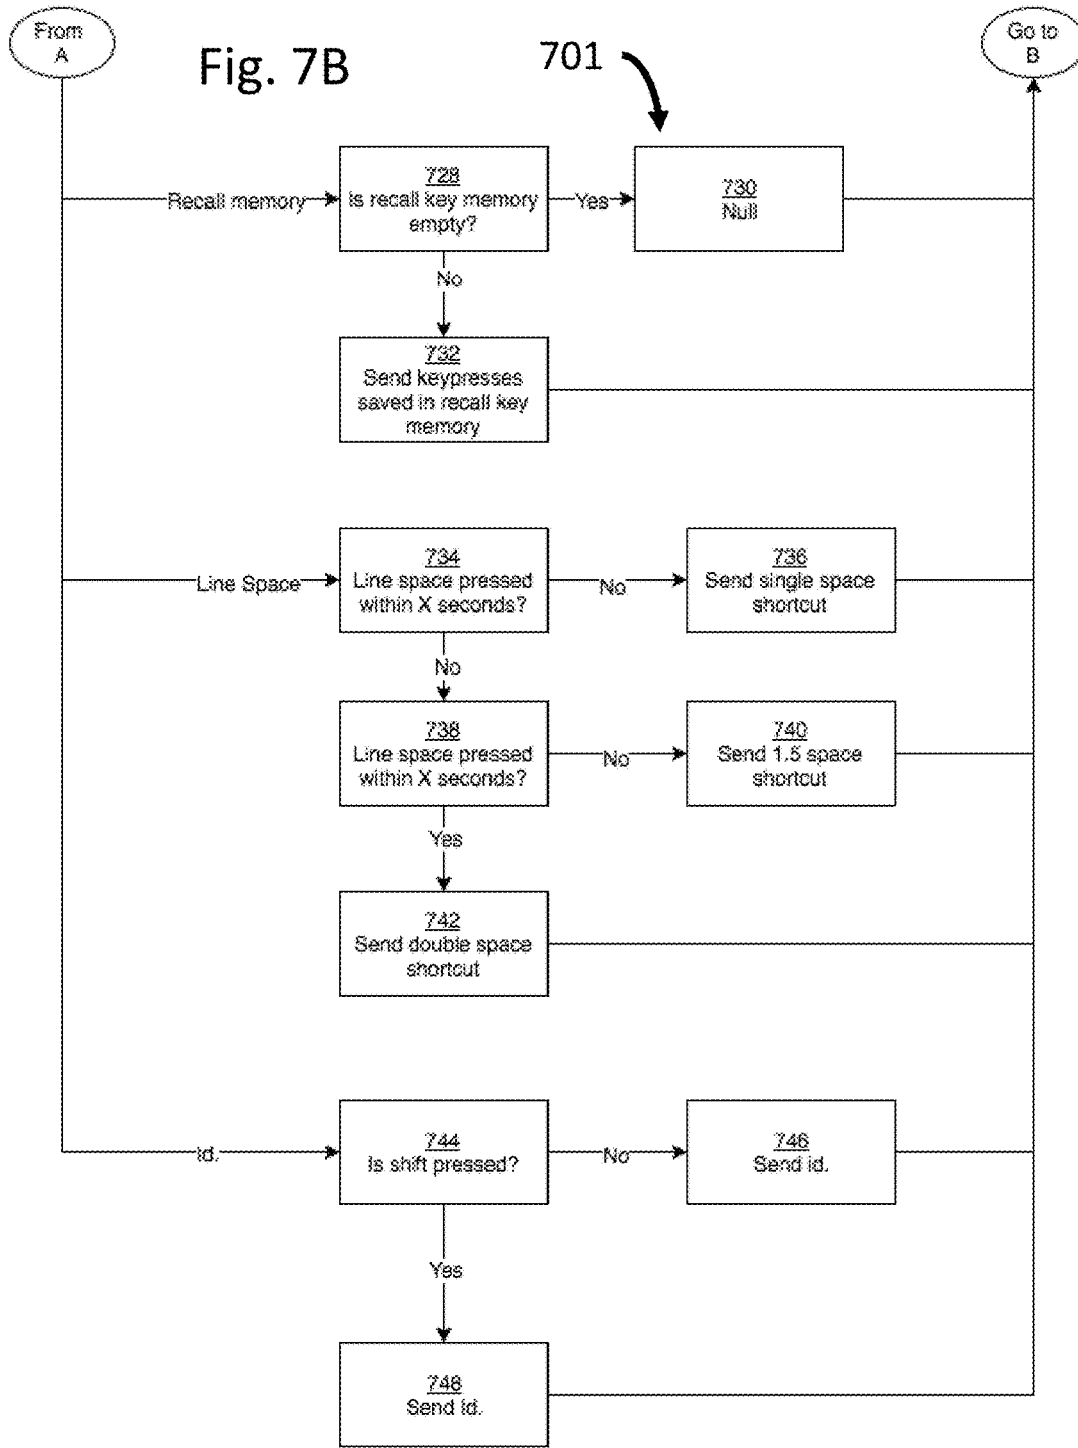 From
A
Fig. 7B
701
Go to
B
Recall memory
728
Is recall key memory
empty?
Yes
730
Null
No
732
Send keypresses
saved in recall key
memory
Line Space
734
Line space pressed
within X seconds?
No
736
Send single space
shortcut
No
738
Line space pressed
within X seconds?
No
740
Send 1.5 space
shortcut
Yes
742
Send double space
shortcut
Id.
744
Is shift pressed?
No
746
Send id.
Yes
748
Send Id.